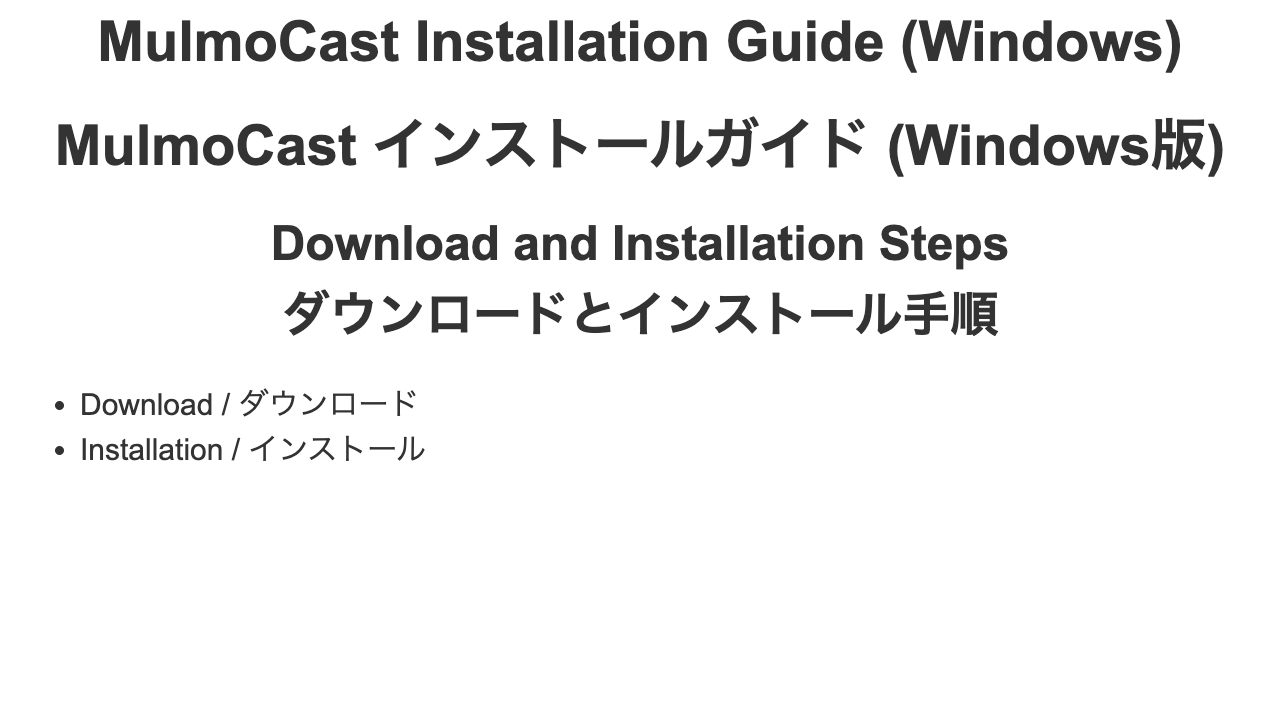 MulmoCast Installation Guide (Windows)
MulmoCast インストールガイド (Windows版)
Download and Installation Steps
ダウンロードとインストール手順
• Download / ダウンロード
• Installation / インストール